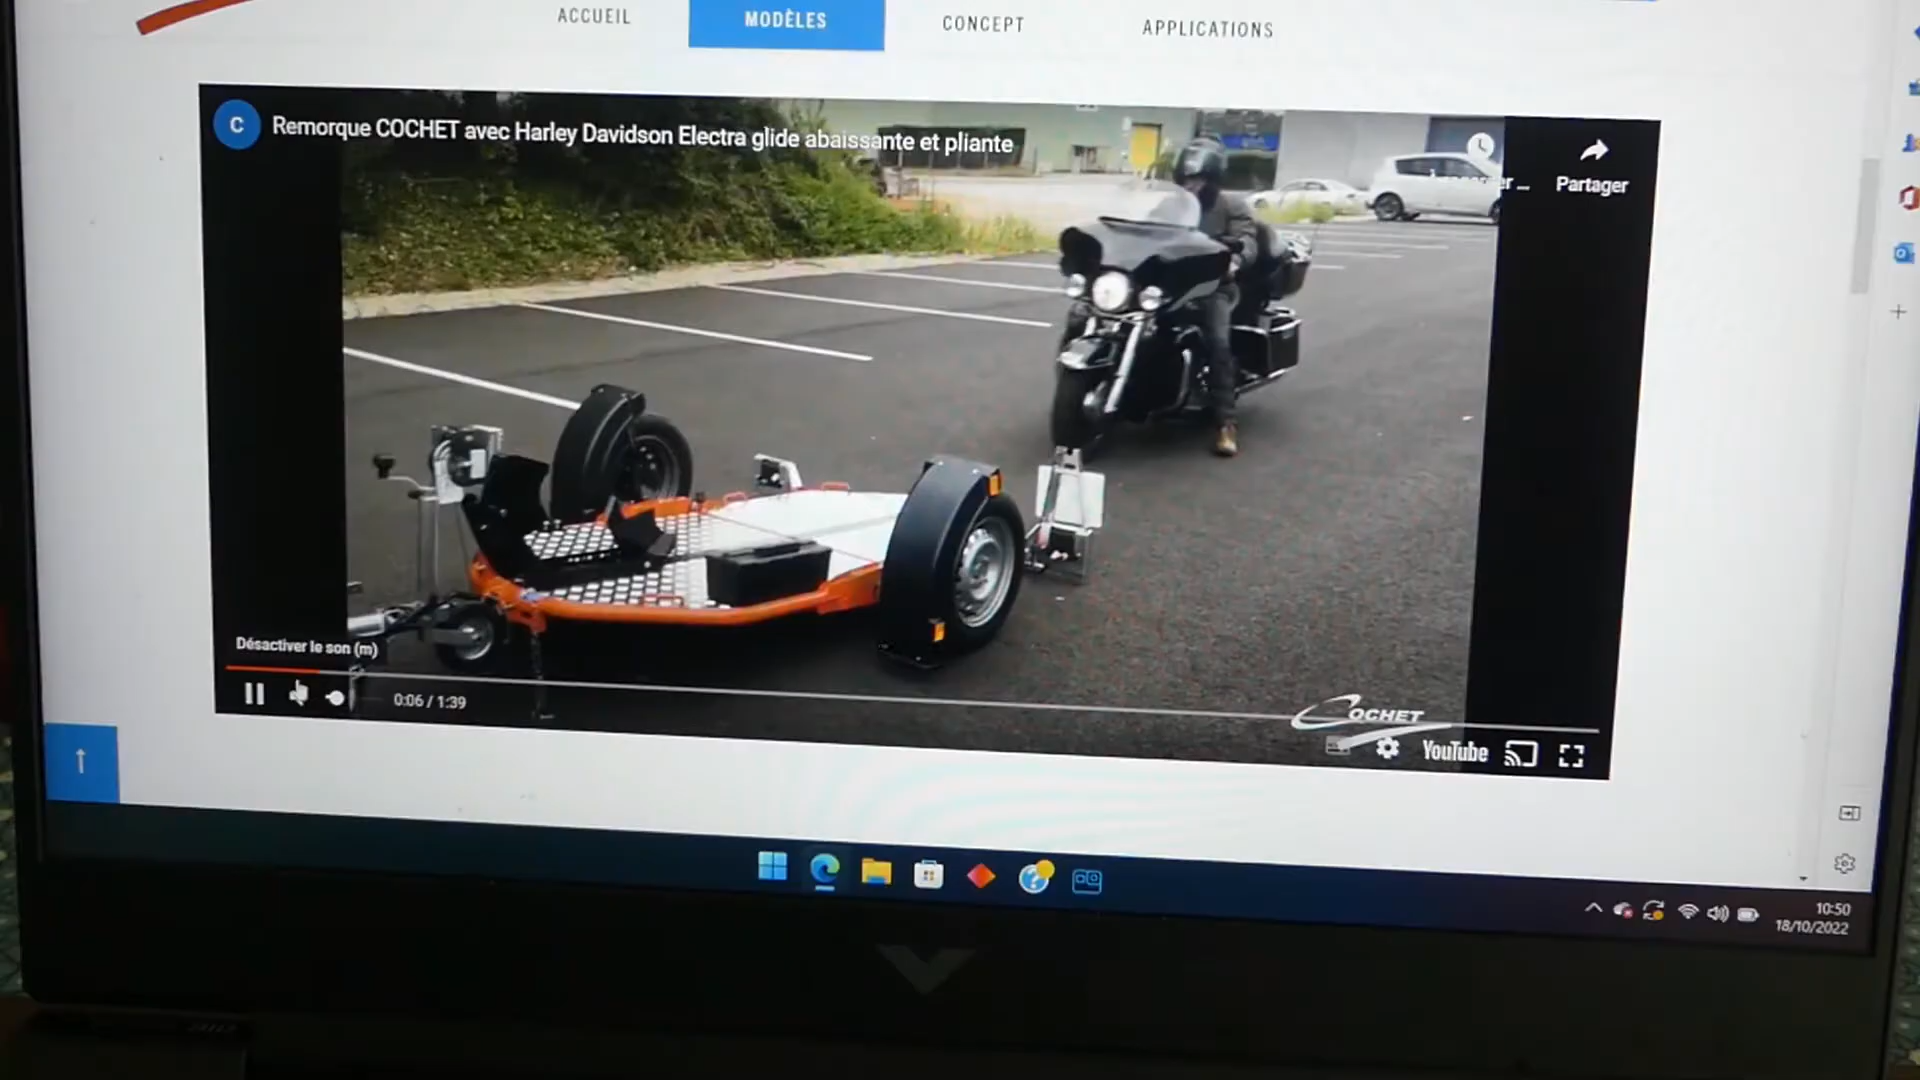 ACCUEIL
MODÈLES
CONCEPT
APPLICATIONS
C
Remorque COCHET avec Harley Davidson Electra glide abaissante et pliante
Partager
Désactiver le son (m)
0:06 / 1:39
COCHET
YouTube
10:50
18/10/2022